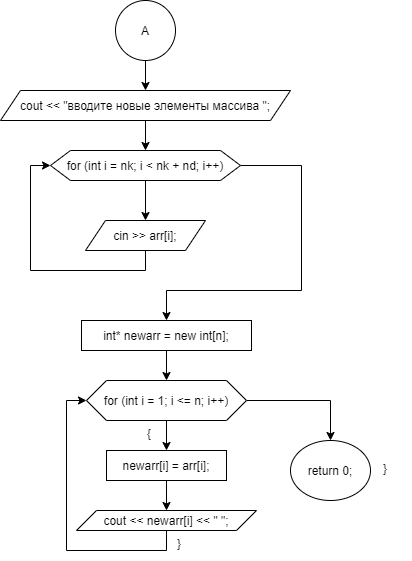 A
cout << "вводите новые элементы массива ";
for (int i = nk; i < nk + nd; i++)
cin >> arr[i];
int* newarr = new int[n];
for (int i = 1; i <= n; i++)
{
newarr[i] = arr[i];
return 0;
}
cout << newarr[i] << " ";
}